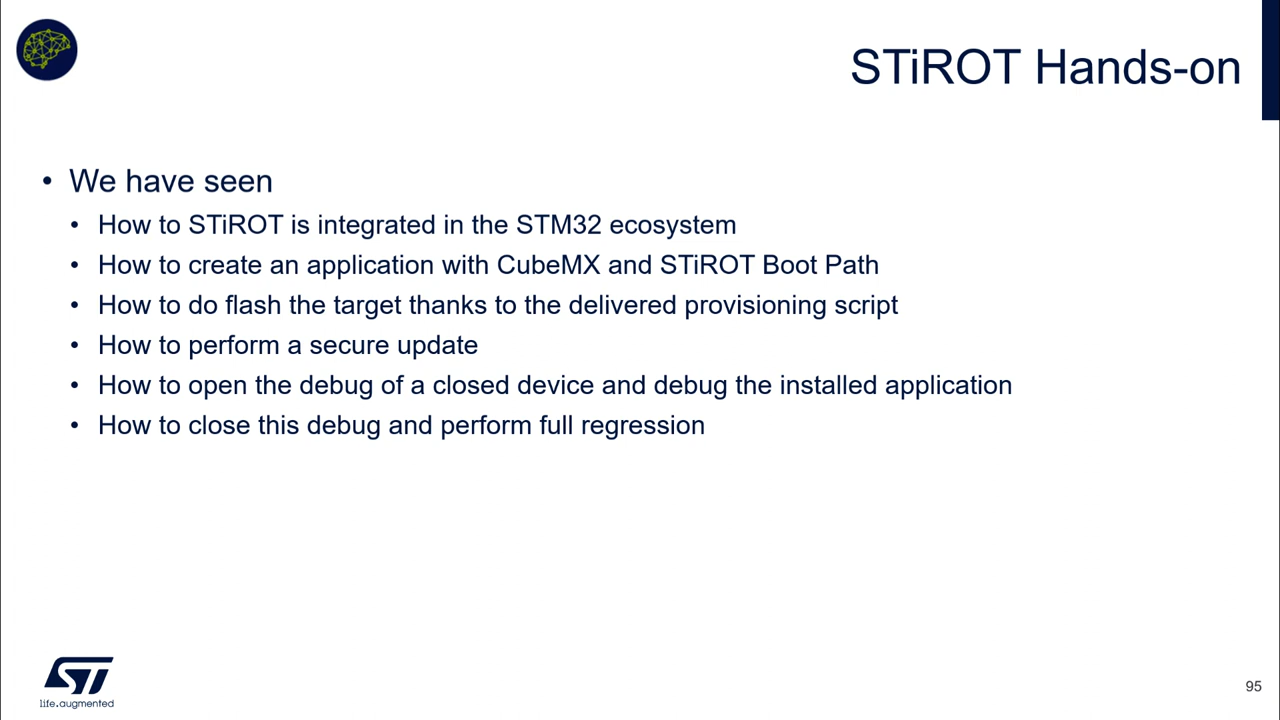 STiROT Hands-on
• We have seen
• How to STiROT is integrated in the STM32 ecosystem
• How to create an application with CubeMX and STiROT Boot Path
• How to do flash the target thanks to the delivered provisioning script
• How to perform a secure update
• How to open the debug of a closed device and debug the installed application
• How to close this debug and perform full regression
ST
life.augmented
95